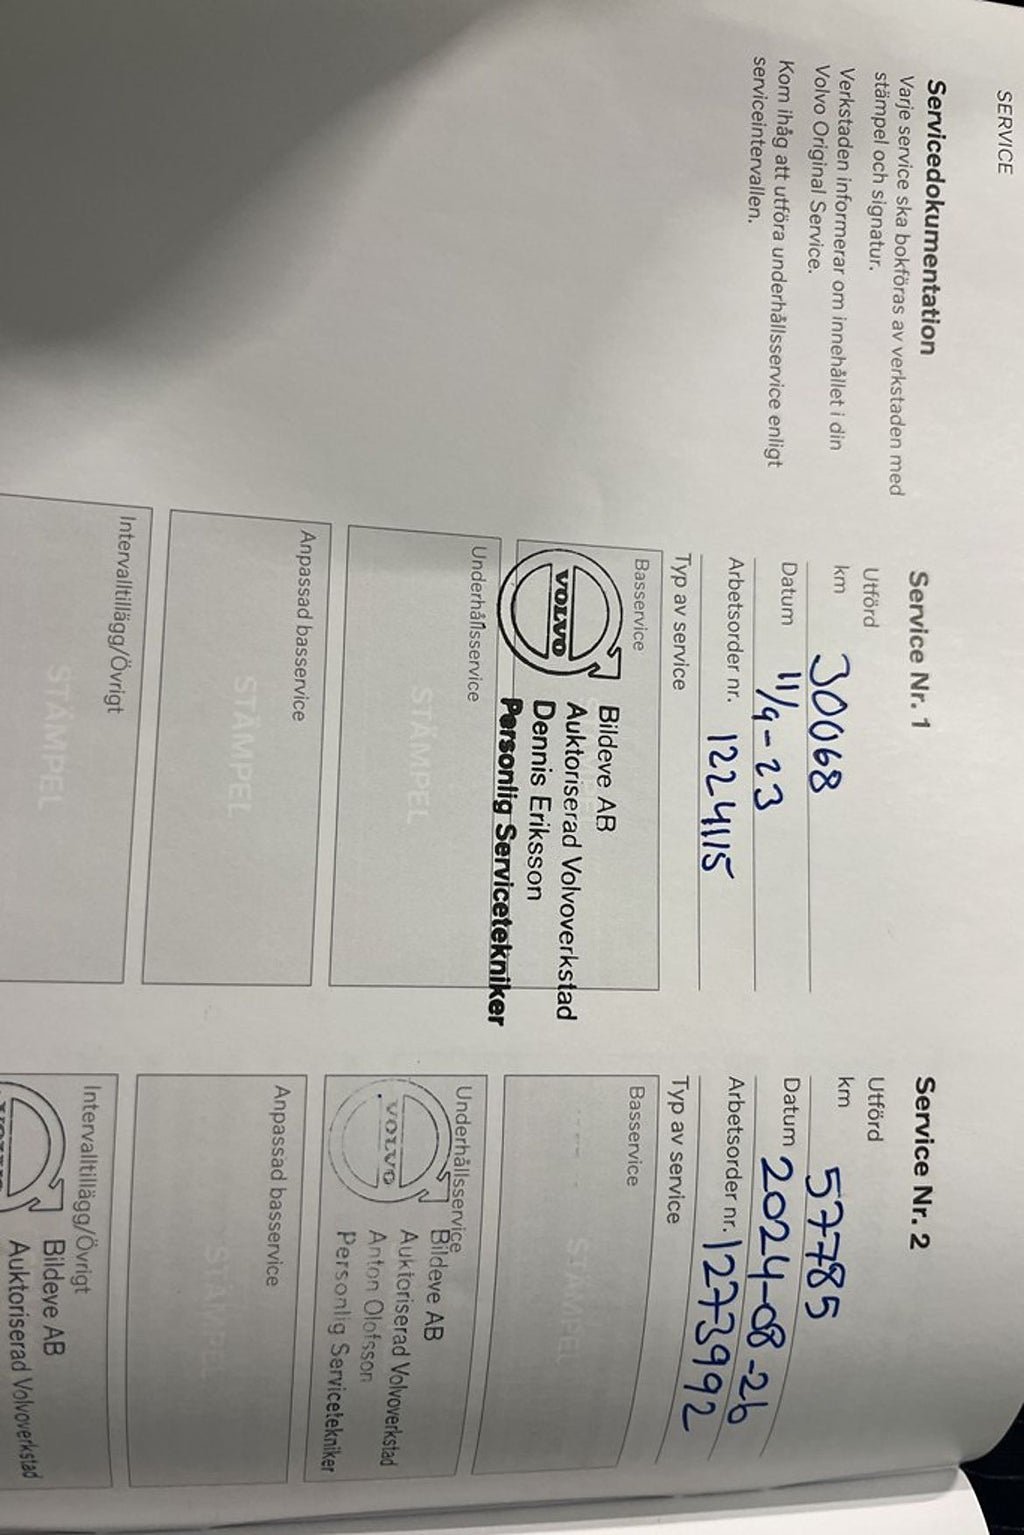 SERVICE
Servicedokumentation
Varje service ska bokföras av verkstaden med
stämpel och signatur.
Verkstaden informerar om innehållet i din
Volvo Original Service.
Kom ihåg att utföra underhållsservice enligt
serviceintervallen.
Service Nr. 1
Utförd
km 30068
Datum 11/9-23
Arbetsorder nr. 1224115
Typ av service
Basservice
VOLVO
Bildeve AB
Auktoriserad Volvoverkstad
Dennis Eriksson
Personlig Servicetekniker
Underhållsservice
STÄMPEL
Anpassad basservice
STÄMPEL
Intervalltillägg/Övrigt
STÄMPEL
Service Nr. 2
Utförd
km 57785
Datum 2024-08-26
Arbetsorder nr. 1273992
Typ av service
Basservice
STÄMPEL
Underhållsservice
VOLVO
Bildeve AB
Auktoriserad Volvoverkstad
Anton Olofsson
Personlig Servicetekniker
Anpassad basservice
STÄMPEL
Intervalltillägg/Övrigt
Bildeve AB
Auktoriserad Volvoverkstad